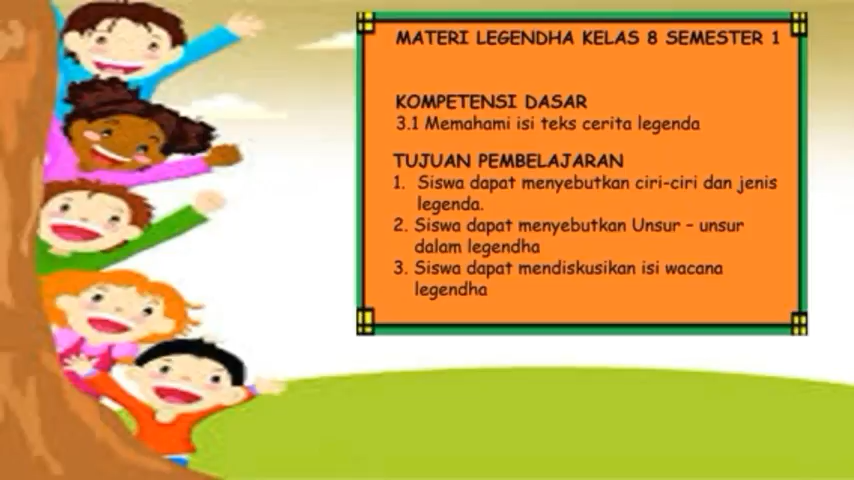 MATERI LEGENDHA KELAS 8 SEMESTER 1
KOMPETENSI DASAR
3.1 Memahami isi teks cerita legenda
TUJUAN PEMBELAJARAN
1. Siswa dapat menyebutkan ciri-ciri dan jenis
legenda.
2. Siswa dapat menyebutkan Unsur – unsur
dalam legendha
3. Siswa dapat mendiskusikan isi wacana
legendha